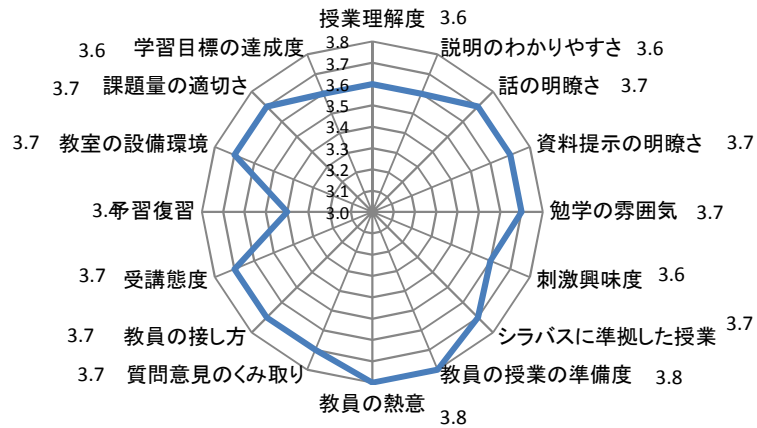 授業理解度 3.6
説明のわかりやすさ 3.6
話の明瞭さ 3.7
資料提示の明瞭さ 3.7
勉学の雰囲気 3.7
刺激興味度 3.6
シラバスに準拠した授業 3.7
教員の授業の準備度 3.8
教員の熱意 3.8
質問意見のくみ取り 3.7
教員の接し方 3.7
受講態度 3.7
予習復習 3.4
教室の設備環境 3.7
課題量の適切さ 3.7
学習目標の達成度 3.6
3.8
3.7
3.6
3.5
3.4
3.3
3.2
3.1
3.0